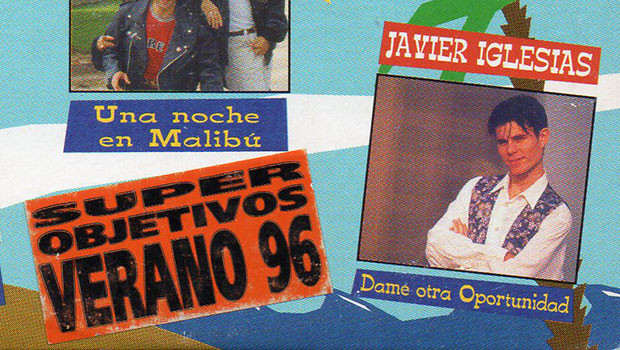 Una noche
en Malibú
SUPER
OBJETIVOS
VERANO 96
JAVIER IGLESIAS
Damé otra Oportunidad